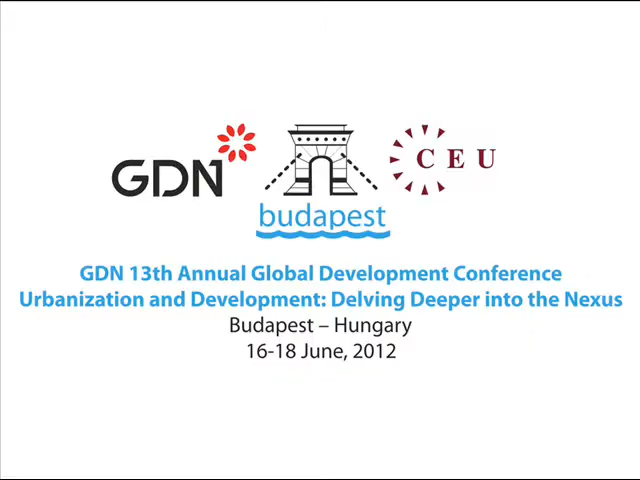 GDN
CEU
budapest
GDN 13th Annual Global Development Conference
Urbanization and Development: Delving Deeper into the Nexus
Budapest – Hungary
16-18 June, 2012